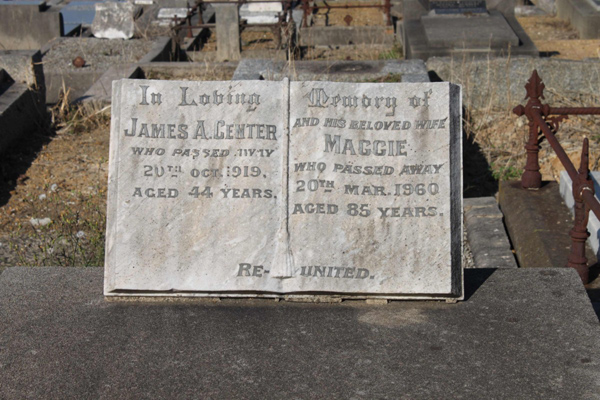 In Loving
JAMES A. GENTER
WHO PASSED AWAY
20TH OCT. 1919.
AGED 44 YEARS.
Memory of
AND HIS BELOVED WIFE
MAGGIE
WHO PASSED AWAY
20TH MAR. 1960
AGED 85 YEARS.
RE-UNITED.